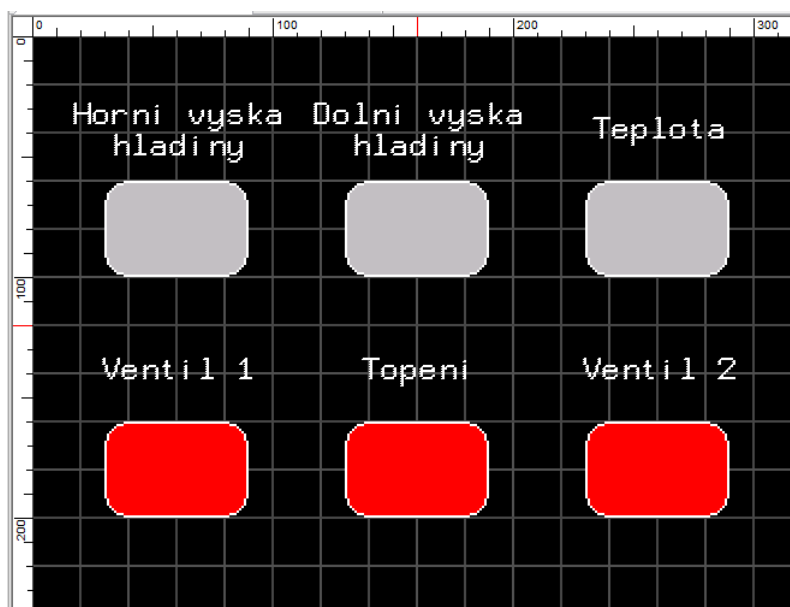 0 100 200 300
0
Horni vyska Dolni vyska
hladiny hladiny
Teplota
100
Ventil 1 Topeni Ventil 2
200